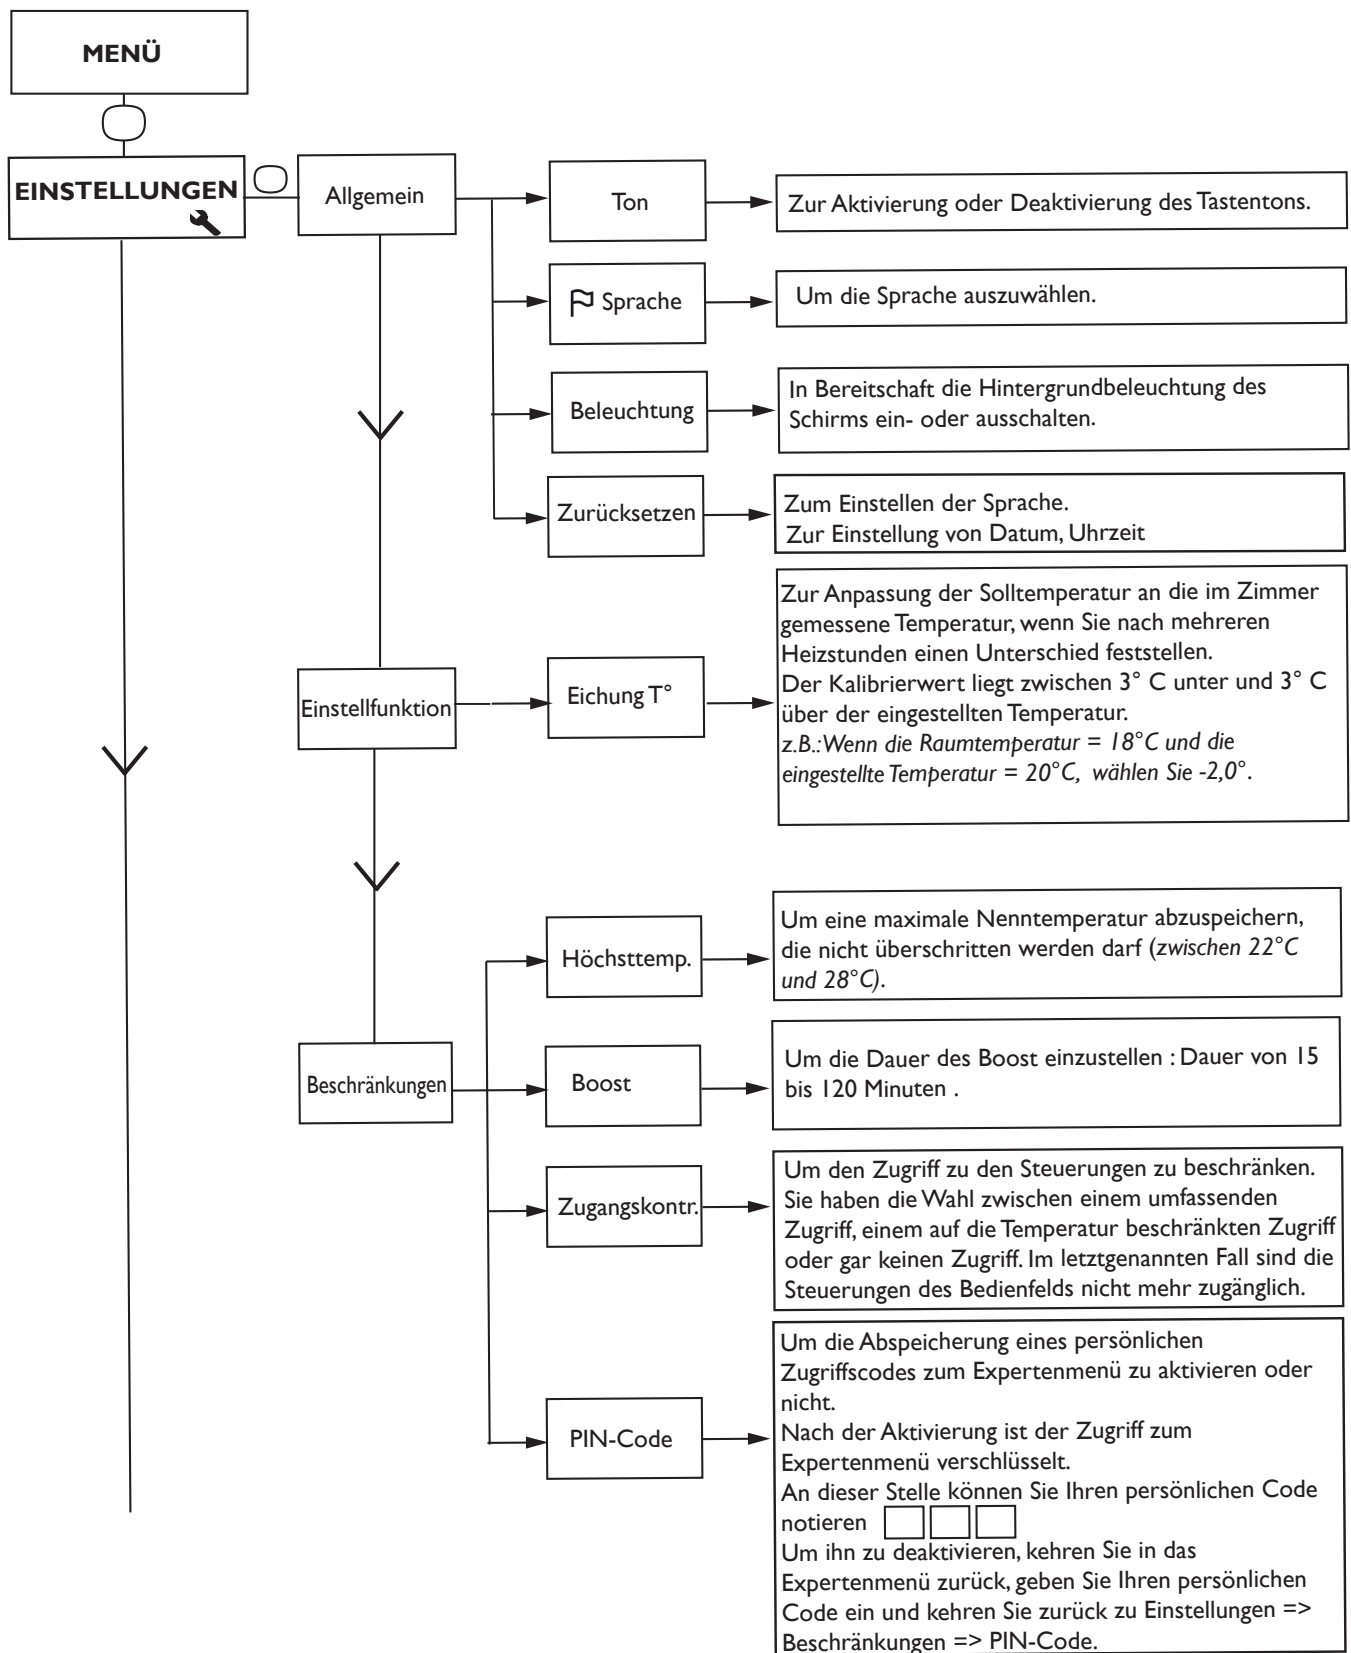 MENÜ
EINSTELLUNGEN
Allgemein
Ton
Zur Aktivierung oder Deaktivierung des Tastentons.
Sprache
Um die Sprache auszuwählen.
Beleuchtung
In Bereitschaft die Hintergrundbeleuchtung des
Schirms ein- oder ausschalten.
Zurücksetzen
Zum Einstellen der Sprache.
Zur Einstellung von Datum, Uhrzeit
Einstellfunktion
Eichung T°
Zur Anpassung der Solltemperatur an die im Zimmer
gemessene Temperatur, wenn Sie nach mehreren
Heizstunden einen Unterschied feststellen.
Der Kalibrierwert liegt zwischen 3° C unter und 3° C
über der eingestellten Temperatur.
z.B.: Wenn die Raumtemperatur = 18°C und die
eingestellte Temperatur = 20°C, wählen Sie -2,0°.
Beschränkungen
Höchsttemp.
Um eine maximale Nenntemperatur abzuspeichern,
die nicht überschritten werden darf (zwischen 22°C
und 28°C).
Boost
Um die Dauer des Boost einzustellen : Dauer von 15
bis 120 Minuten .
Zugangskontr.
Um den Zugriff zu den Steuerungen zu beschränken.
Sie haben die Wahl zwischen einem umfassenden
Zugriff, einem auf die Temperatur beschränkten Zugriff
oder gar keinen Zugriff. Im letztgenannten Fall sind die
Steuerungen des Bedienfelds nicht mehr zugänglich.
PIN-Code
Um die Abspeicherung eines persönlichen
Zugriffscodes zum Expertenmenü zu aktivieren oder
nicht.
Nach der Aktivierung ist der Zugriff zum
Expertenmenü verschlüsselt.
An dieser Stelle können Sie Ihren persönlichen Code
notieren
Um ihn zu deaktivieren, kehren Sie in das
Expertenmenü zurück, geben Sie Ihren persönlichen
Code ein und kehren Sie zurück zu Einstellungen =>
Beschränkungen => PIN-Code.